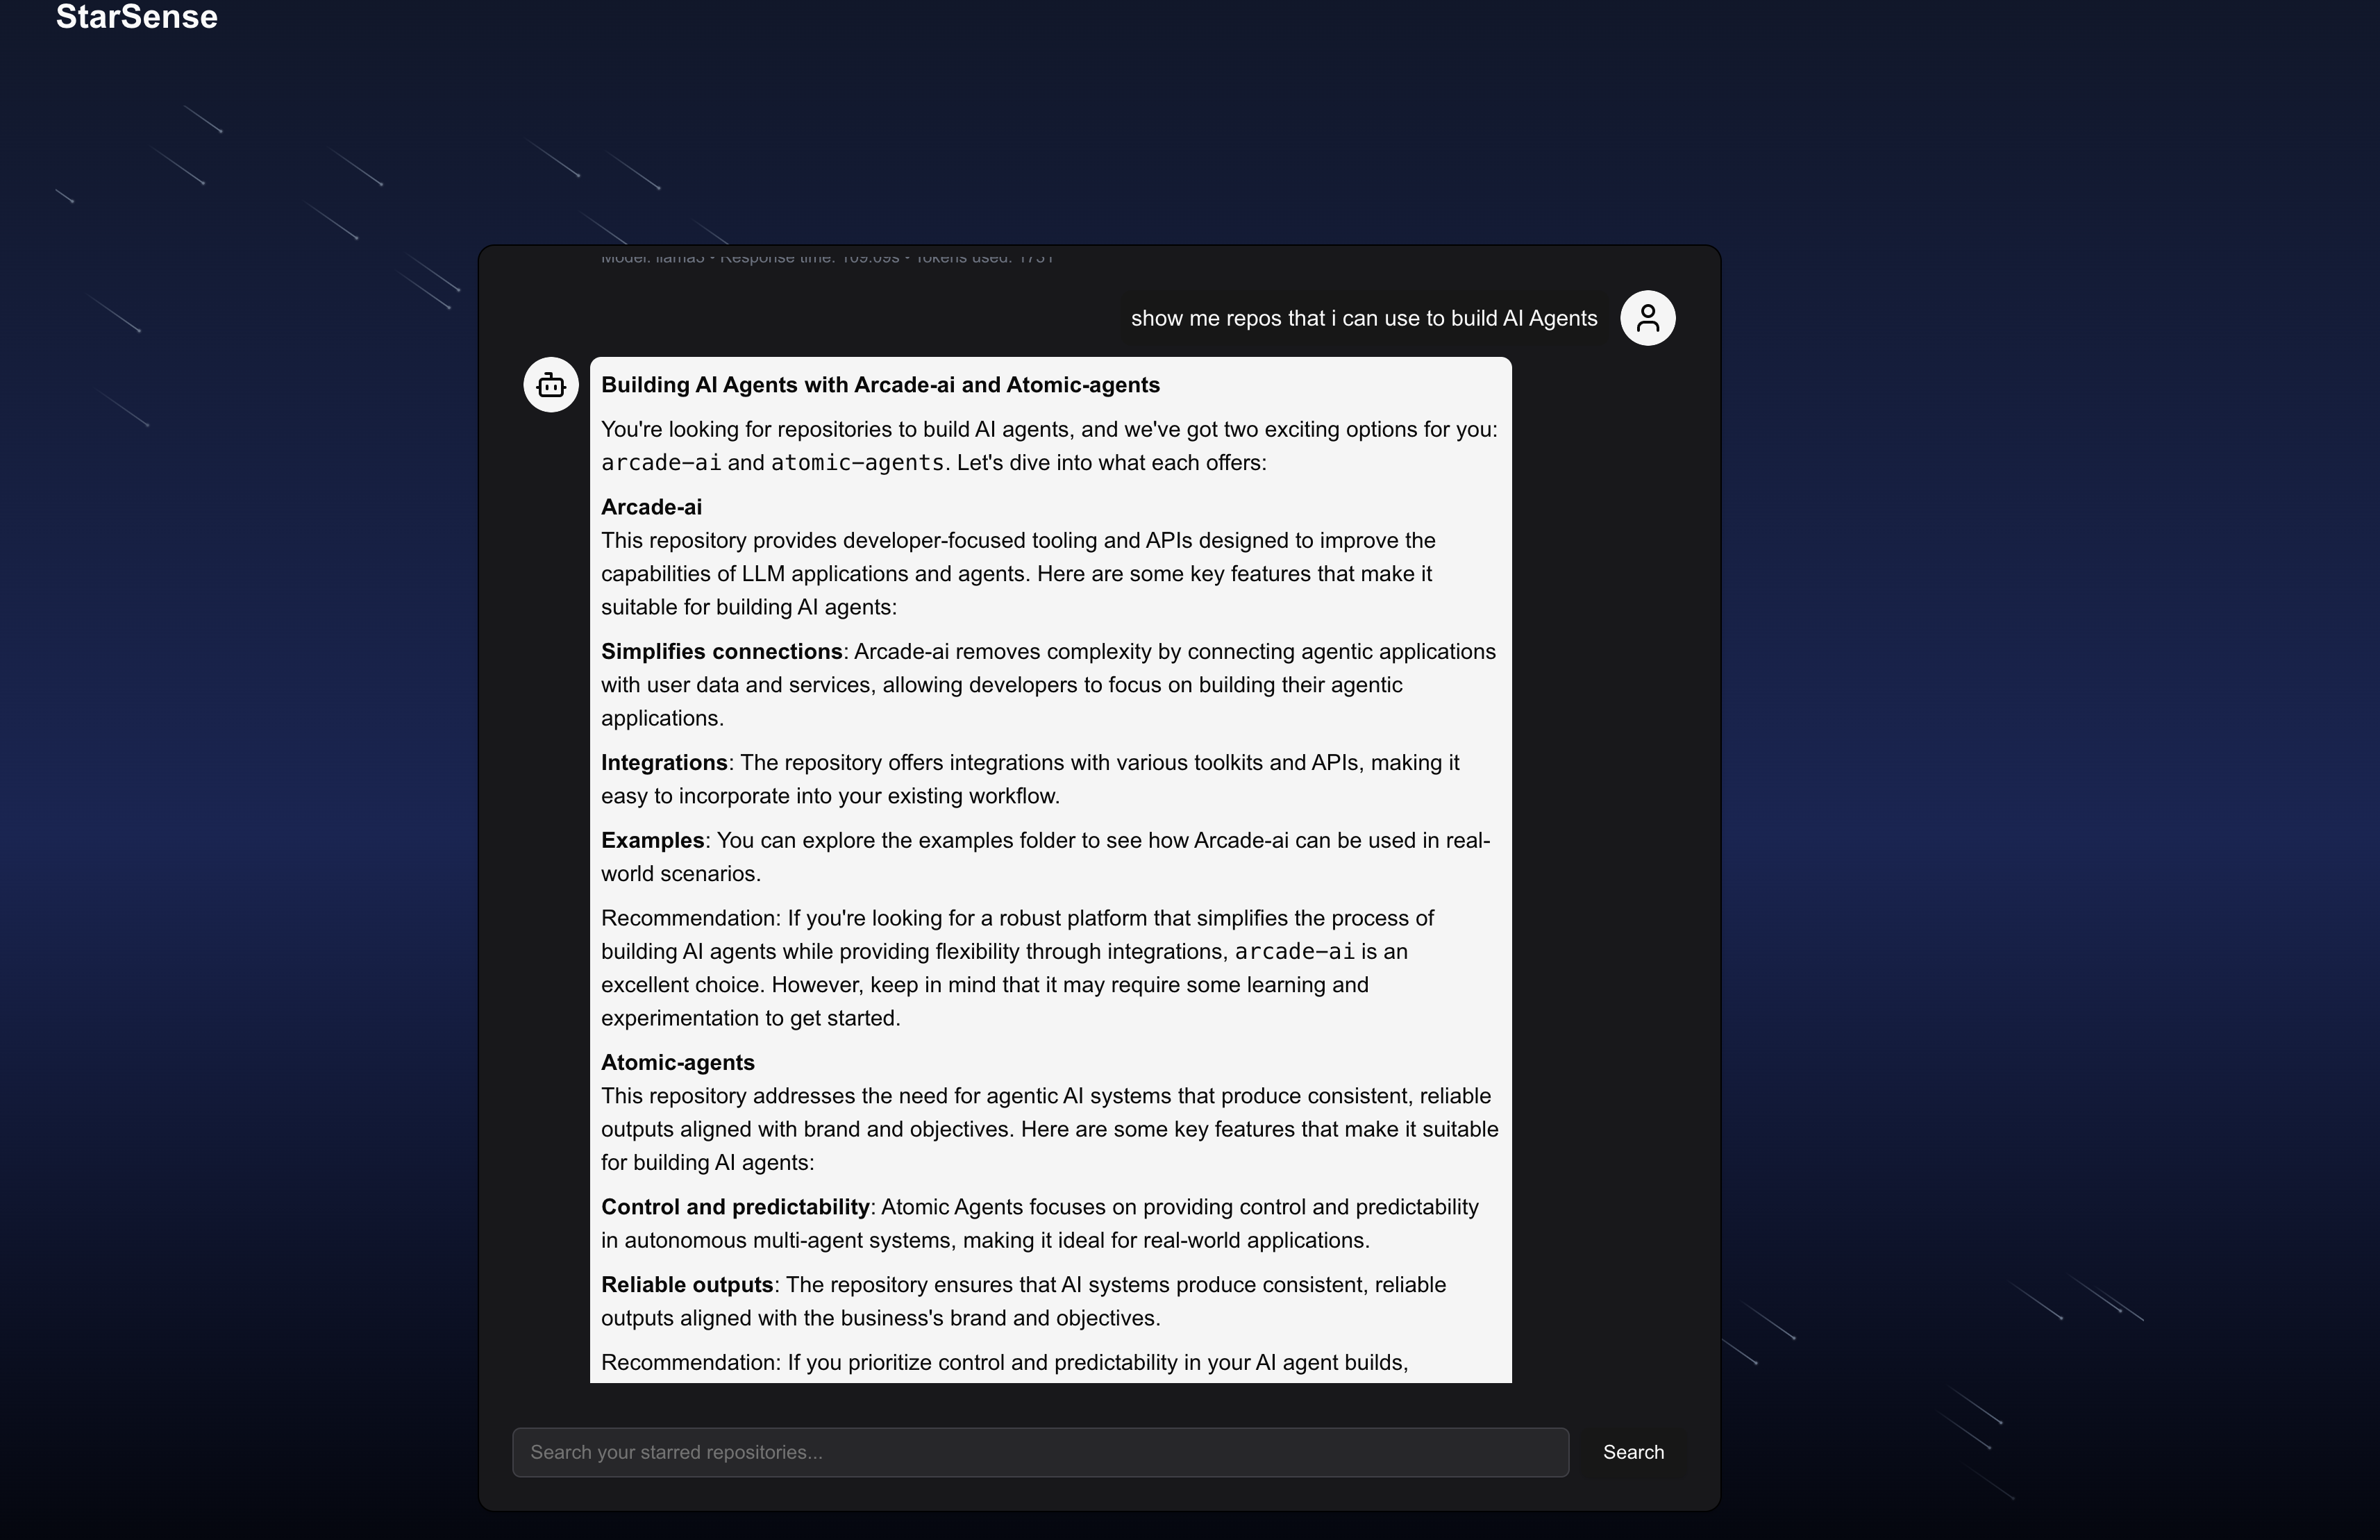 StarSense
Model: llama3 • Response time: 109.09s • Tokens used: 1731
show me repos that i can use to build AI Agents
Building AI Agents with Arcade-ai and Atomic-agents
You're looking for repositories to build AI agents, and we've got two exciting options for you:
arcade-ai and atomic-agents. Let's dive into what each offers:
Arcade-ai
This repository provides developer-focused tooling and APIs designed to improve the
capabilities of LLM applications and agents. Here are some key features that make it
suitable for building AI agents:
Simplifies connections: Arcade-ai removes complexity by connecting agentic applications
with user data and services, allowing developers to focus on building their agentic
applications.
Integrations: The repository offers integrations with various toolkits and APIs, making it
easy to incorporate into your existing workflow.
Examples: You can explore the examples folder to see how Arcade-ai can be used in real-
world scenarios.
Recommendation: If you're looking for a robust platform that simplifies the process of
building AI agents while providing flexibility through integrations, arcade-ai is an
excellent choice. However, keep in mind that it may require some learning and
experimentation to get started.
Atomic-agents
This repository addresses the need for agentic AI systems that produce consistent, reliable
outputs aligned with brand and objectives. Here are some key features that make it suitable
for building AI agents:
Control and predictability: Atomic Agents focuses on providing control and predictability
in autonomous multi-agent systems, making it ideal for real-world applications.
Reliable outputs: The repository ensures that AI systems produce consistent, reliable
outputs aligned with the business's brand and objectives.
Recommendation: If you prioritize control and predictability in your AI agent builds,
Search your starred repositories...
Search